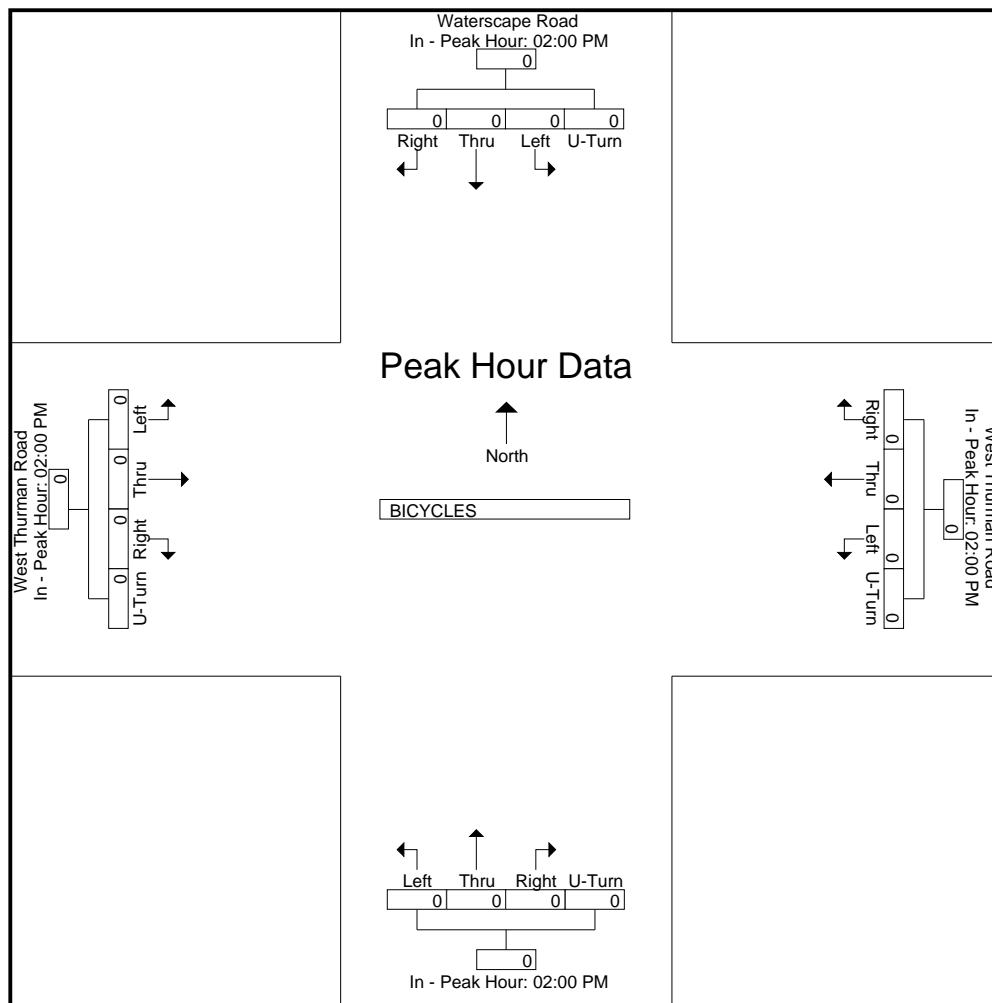 Waterscape Road
In - Peak Hour: 02:00 PM
0
0 0 0 0
Right Thru Left U-Turn
Peak Hour Data
North
BICYCLES
West Thurman Road
In - Peak Hour: 02:00 PM
0
0 0 0 0
Left Thru Right U-Turn
West Thurman Road
In - Peak Hour: 02:00 PM
0
0 0 0 0
Right Thru Left U-Turn
Left Thru Right U-Turn
0 0 0 0
0
In - Peak Hour: 02:00 PM